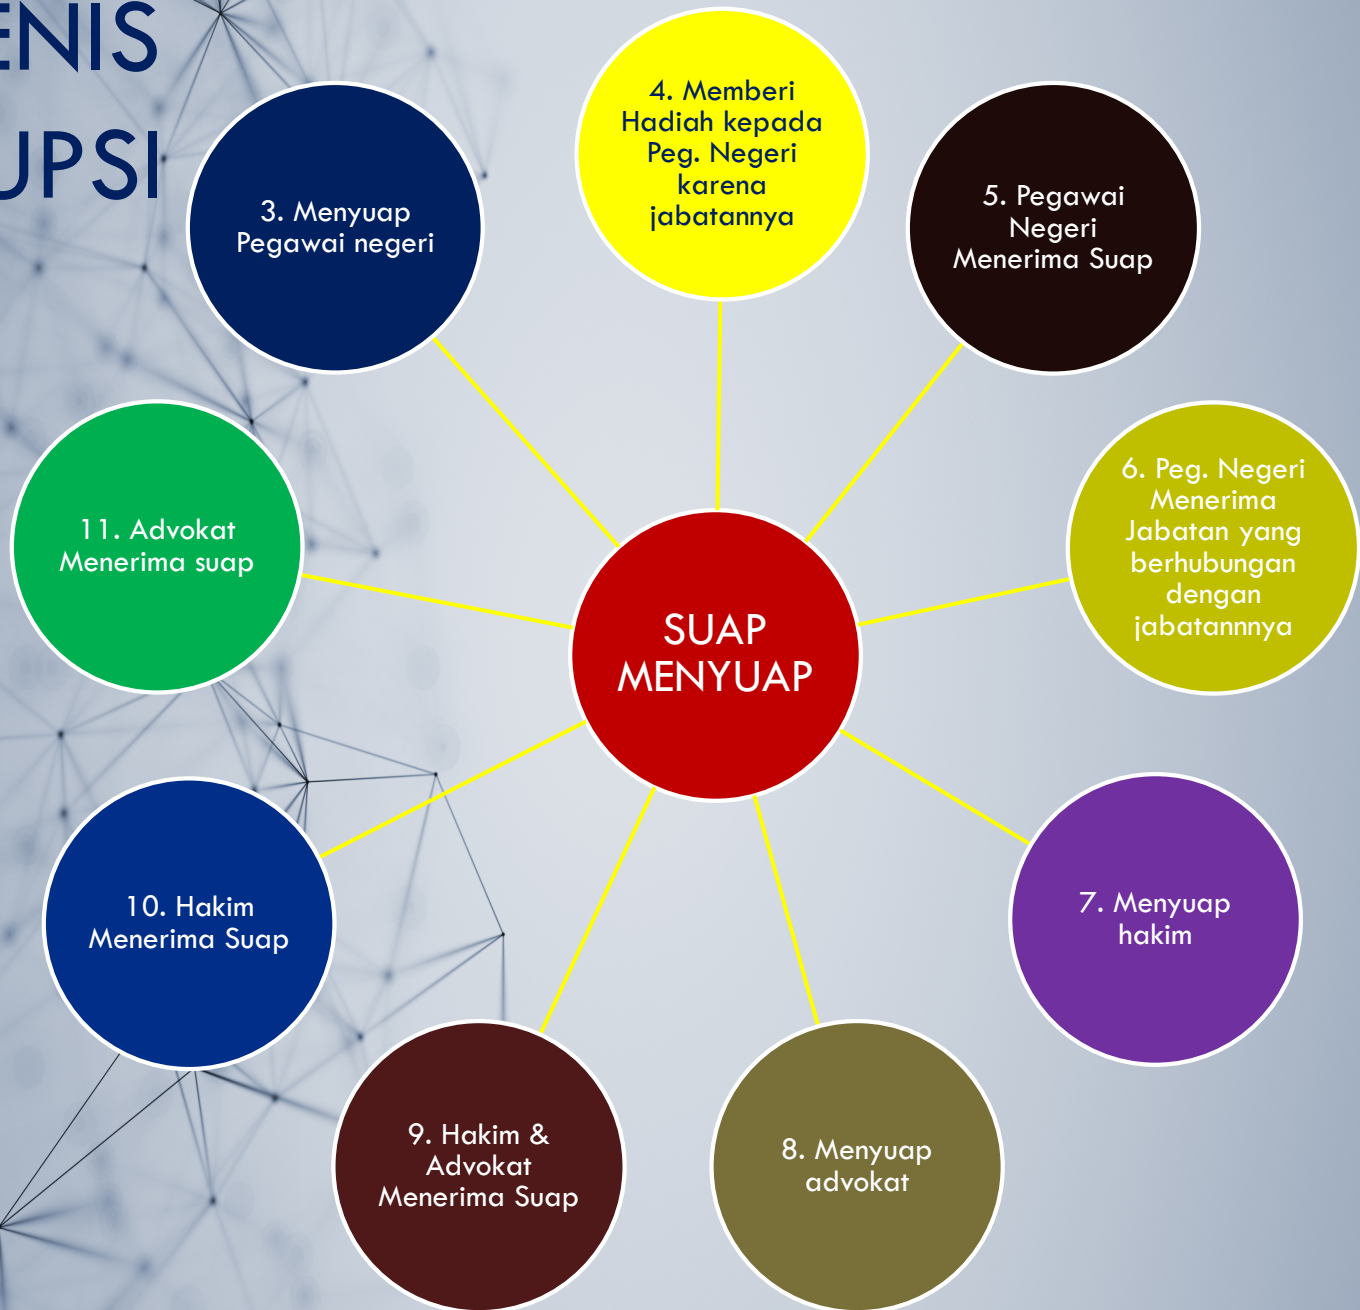 ENIS
UPSI
3. Menyuap
Pegawai negeri
4. Memberi
Hadiah kepada
Peg. Negeri
karena
jabatannya
5. Pegawai
Negeri
Menerima Suap
6. Peg. Negeri
Menerima
Jabatan yang
berhubungan
dengan
jabatannnya
7. Menyuap
hakim
8. Menyuap
advokat
9. Hakim &
Advokat
Menerima Suap
10. Hakim
Menerima Suap
11. Advokat
Menerima suap
SUAP
MENYUAP